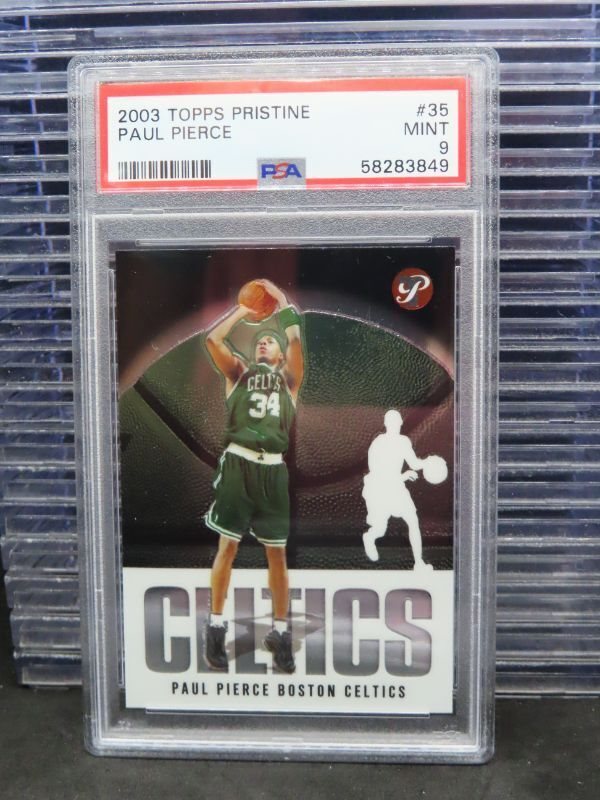 2003 TOPPS PRISTINE #35
PAUL PIERCE MINT
9
PSA 58283849
P
CELTICS
34
CELTICS
PAUL PIERCE BOSTON CELTICS